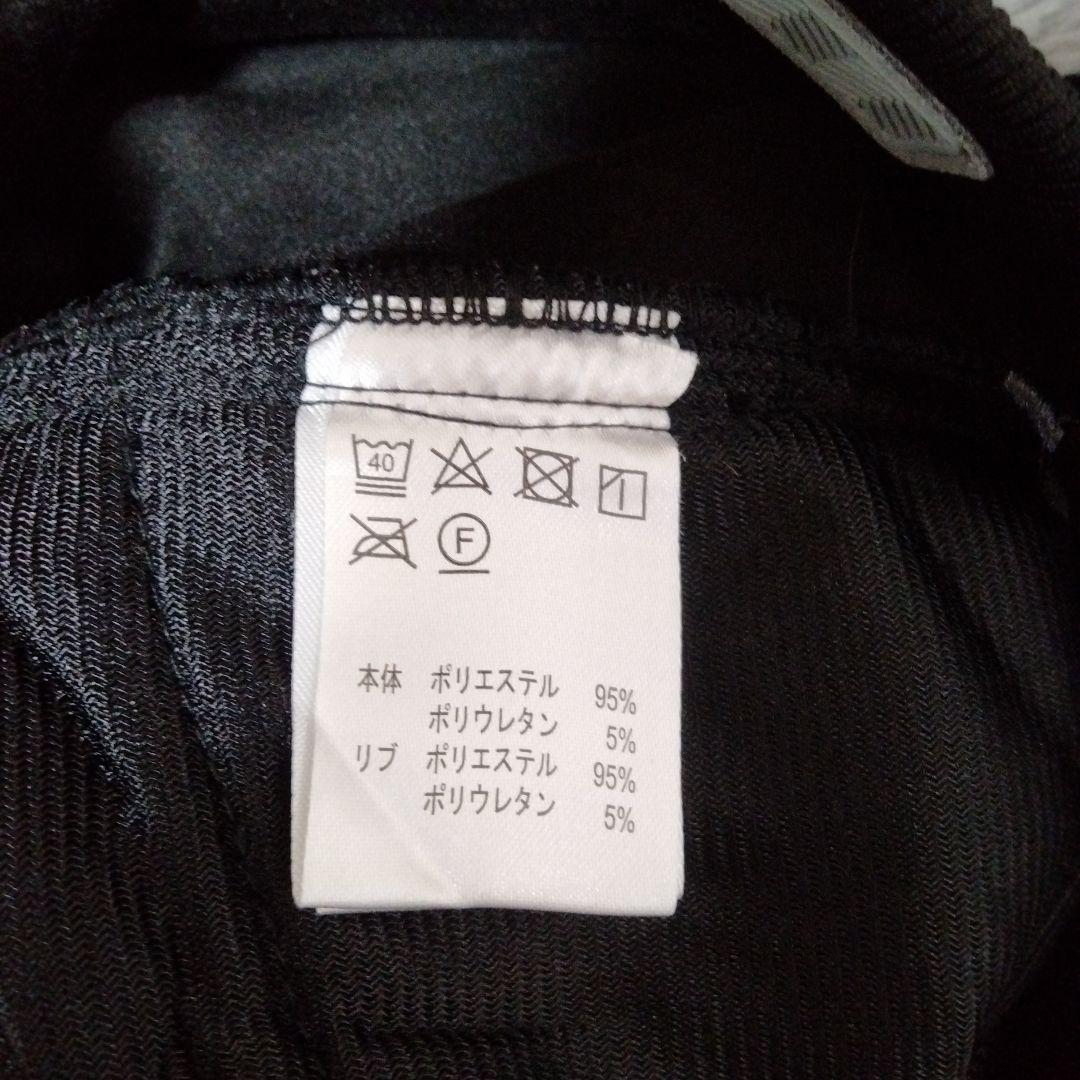 40
F
本体 ポリエステル 95%
ポリウレタン 5%
リブ ポリエステル 95%
ポリウレタン 5%